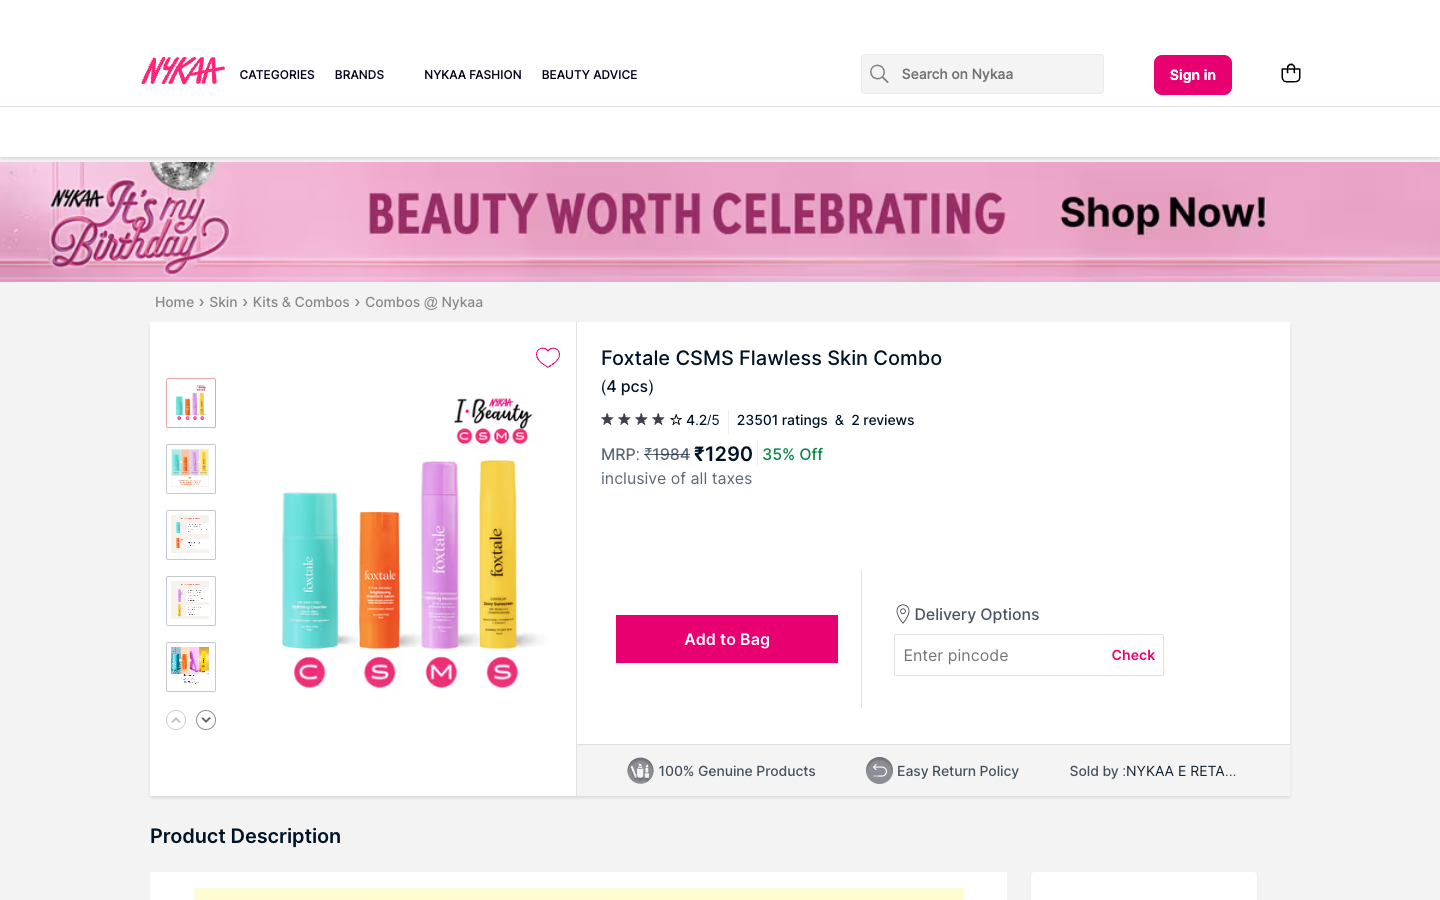 NYKAA CATEGORIES BRANDS NYKAA FASHION BEAUTY ADVICE Search on Nykaa Sign in
NYKAA It's my Birthday BEAUTY WORTH CELEBRATING Shop Now!
Home › Skin › Kits & Combos › Combos @ Nykaa
NYKAA
I·Beauty
C S M S
foxtale
foxtale
foxtale
foxtale
C S M S
Foxtale CSMS Flawless Skin Combo
(4 pcs)
4.2/5 23501 ratings & 2 reviews
MRP: ₹1984 ₹1290 35% Off
inclusive of all taxes
Add to Bag
Delivery Options
Enter pincode Check
100% Genuine Products Easy Return Policy Sold by :NYKAA E RETA...
Product Description